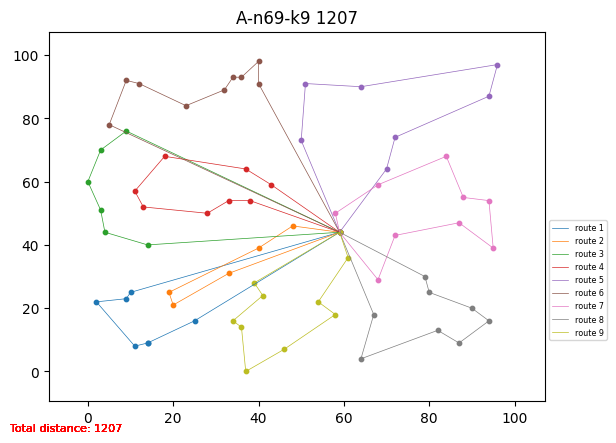 A-n69-k9 1207
100
80
60
40
20
0
0 20 40 60 80 100
route 1
route 2
route 3
route 4
route 5
route 6
route 7
route 8
route 9
Total distance: 1207